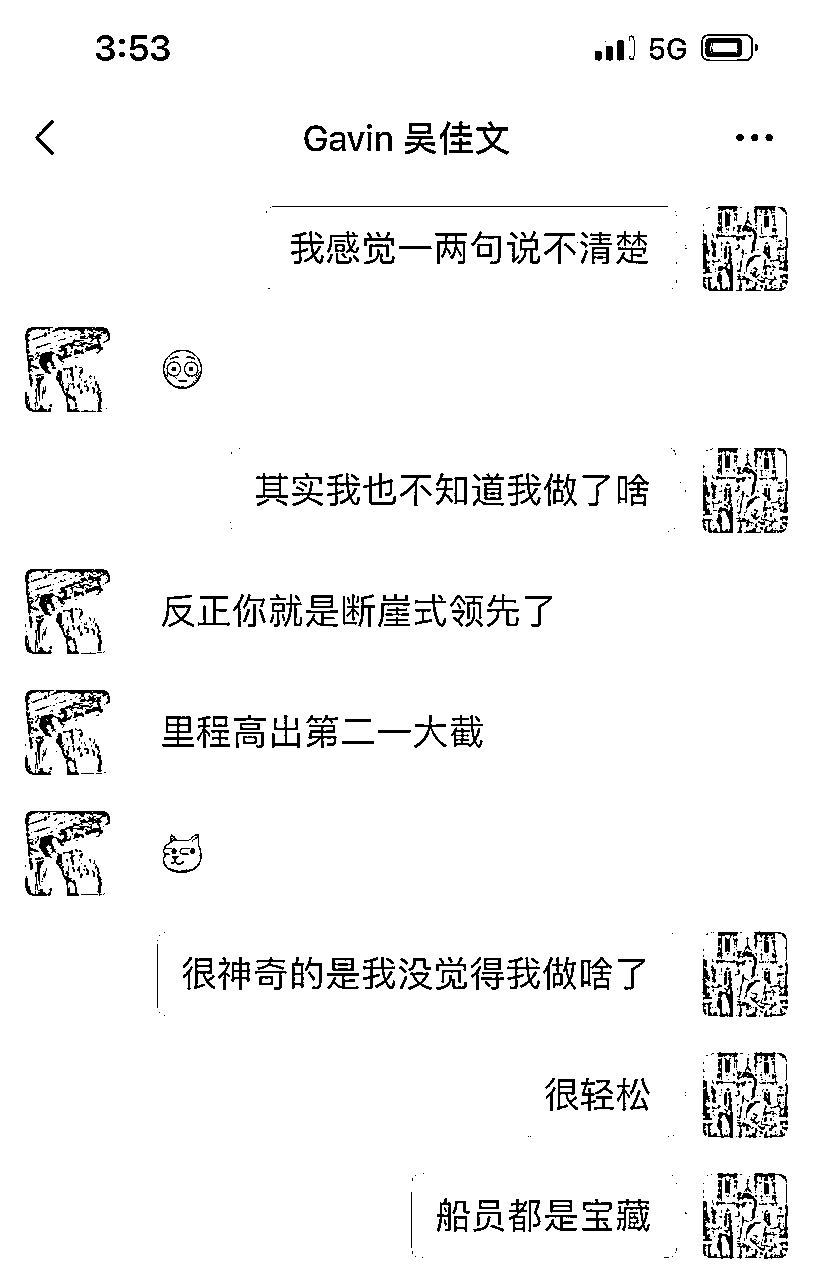 3:53
5G
Gavin 吴佳文
我感觉一两句说不清楚
其实我也不知道我做了啥
反正你就是断崖式领先了
里程高出第二一大截
很神奇的是我没觉得我做啥了
很轻松
船员都是宝藏